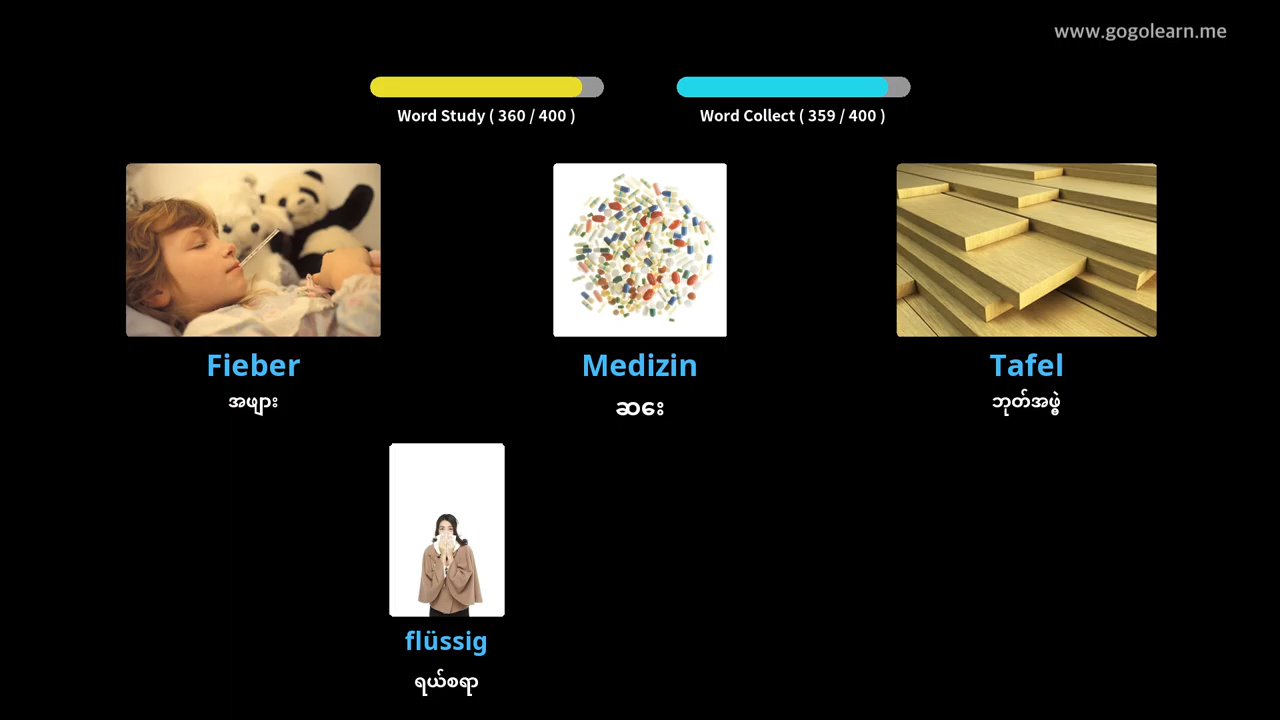 www.gogolearn.me
Word Study ( 360 / 400 )
Word Collect ( 359 / 400 )
Fieber
Medizin
Tafel
အဖျား
ဆေး
ဘုတ်အဖွဲ့
flüssig
ရယ်စရာ